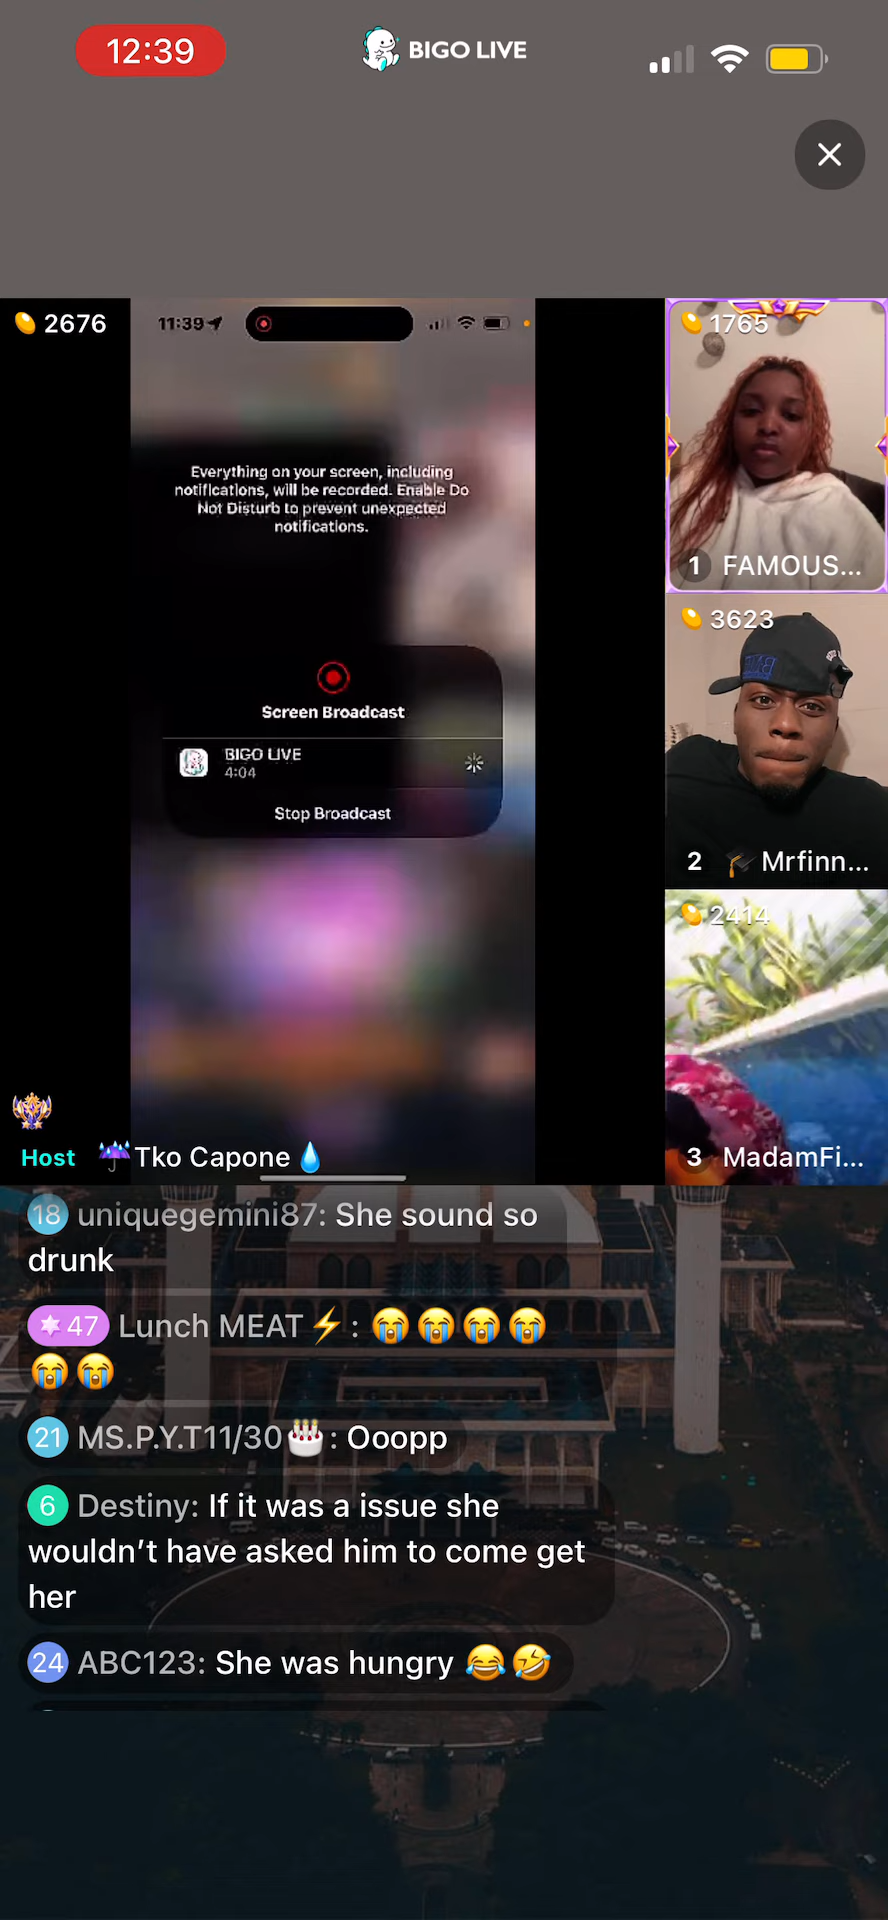 12:39
BIGO LIVE
2676
11:39
Everything on your screen, including
notifications, will be recorded. Enable Do
Not Disturb to prevent unexpected
notifications.
Screen Broadcast
BIGO LIVE
4:04
Stop Broadcast
Host ☔Tko Capone💧
1765
1 FAMOUS...
3623
2 🎓Mrfinn...
2414
3 MadamFi...
18 uniquegemini87: She sound so
drunk
47 Lunch MEAT⚡: 😭😭😭😭
😭😭
21 MS.P.Y.T11/30🎂: Ooopp
6 Destiny: If it was a issue she
wouldn’t have asked him to come get
her
24 ABC123: She was hungry 😂🤣